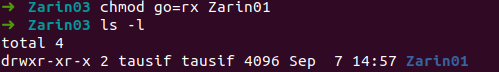 ➜ Zarin03 chmod go=rx Zarin01
➜ Zarin03 ls -l
total 4
drwxr-xr-x 2 tausif tausif 4096 Sep  7 14:57 Zarin01